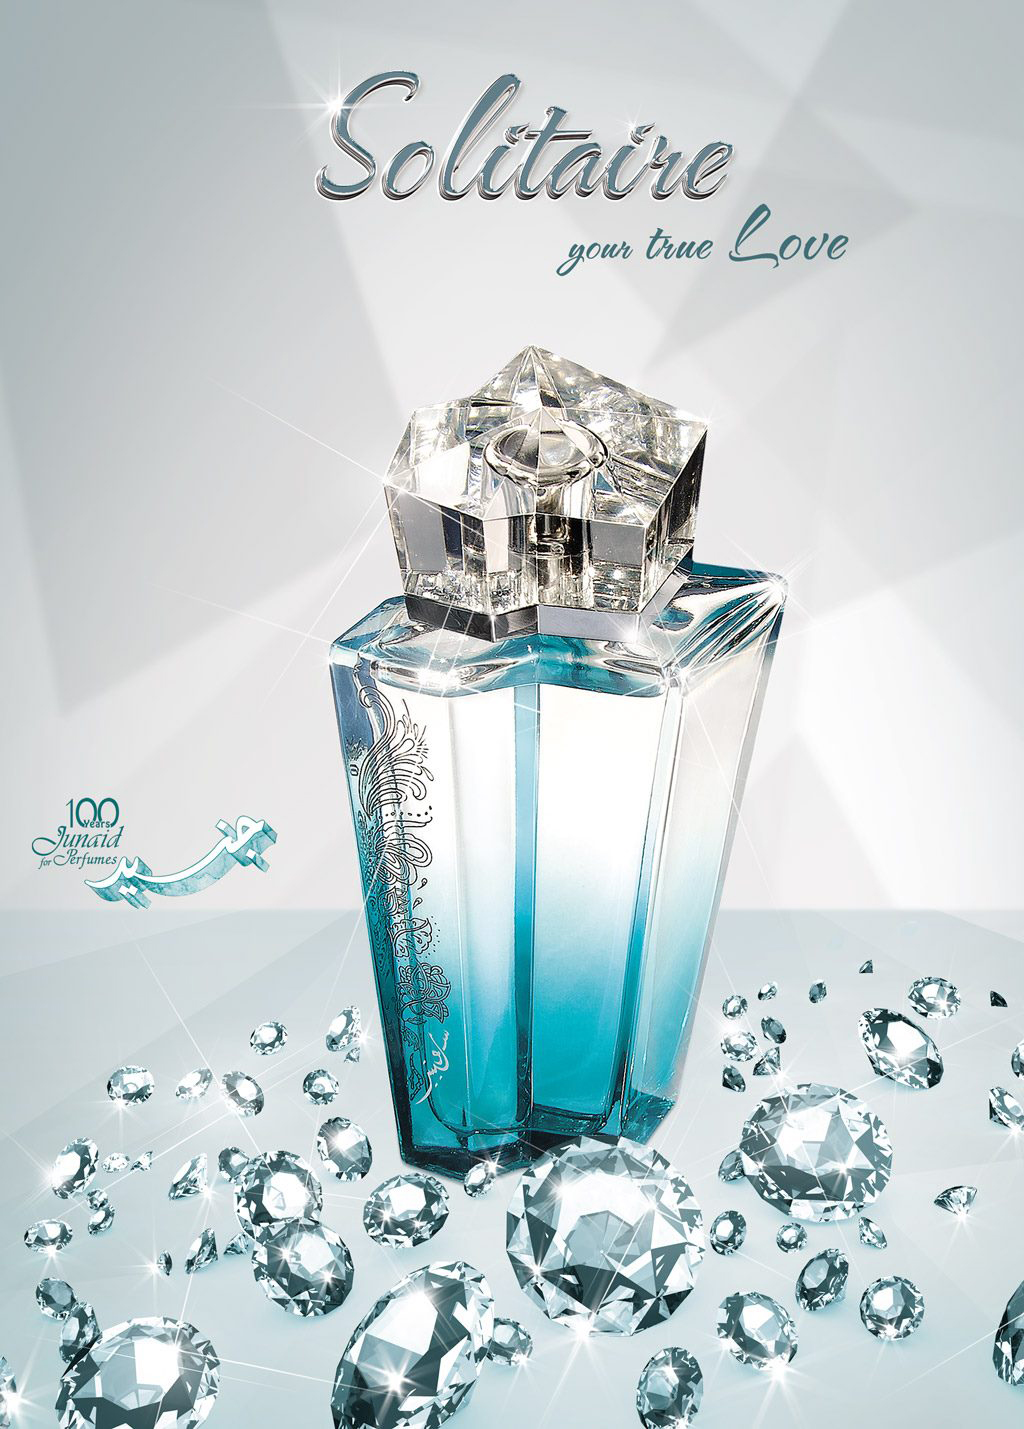 Solitaire
your true Love
100
Years
Junaid
for Perfumes
جنيد